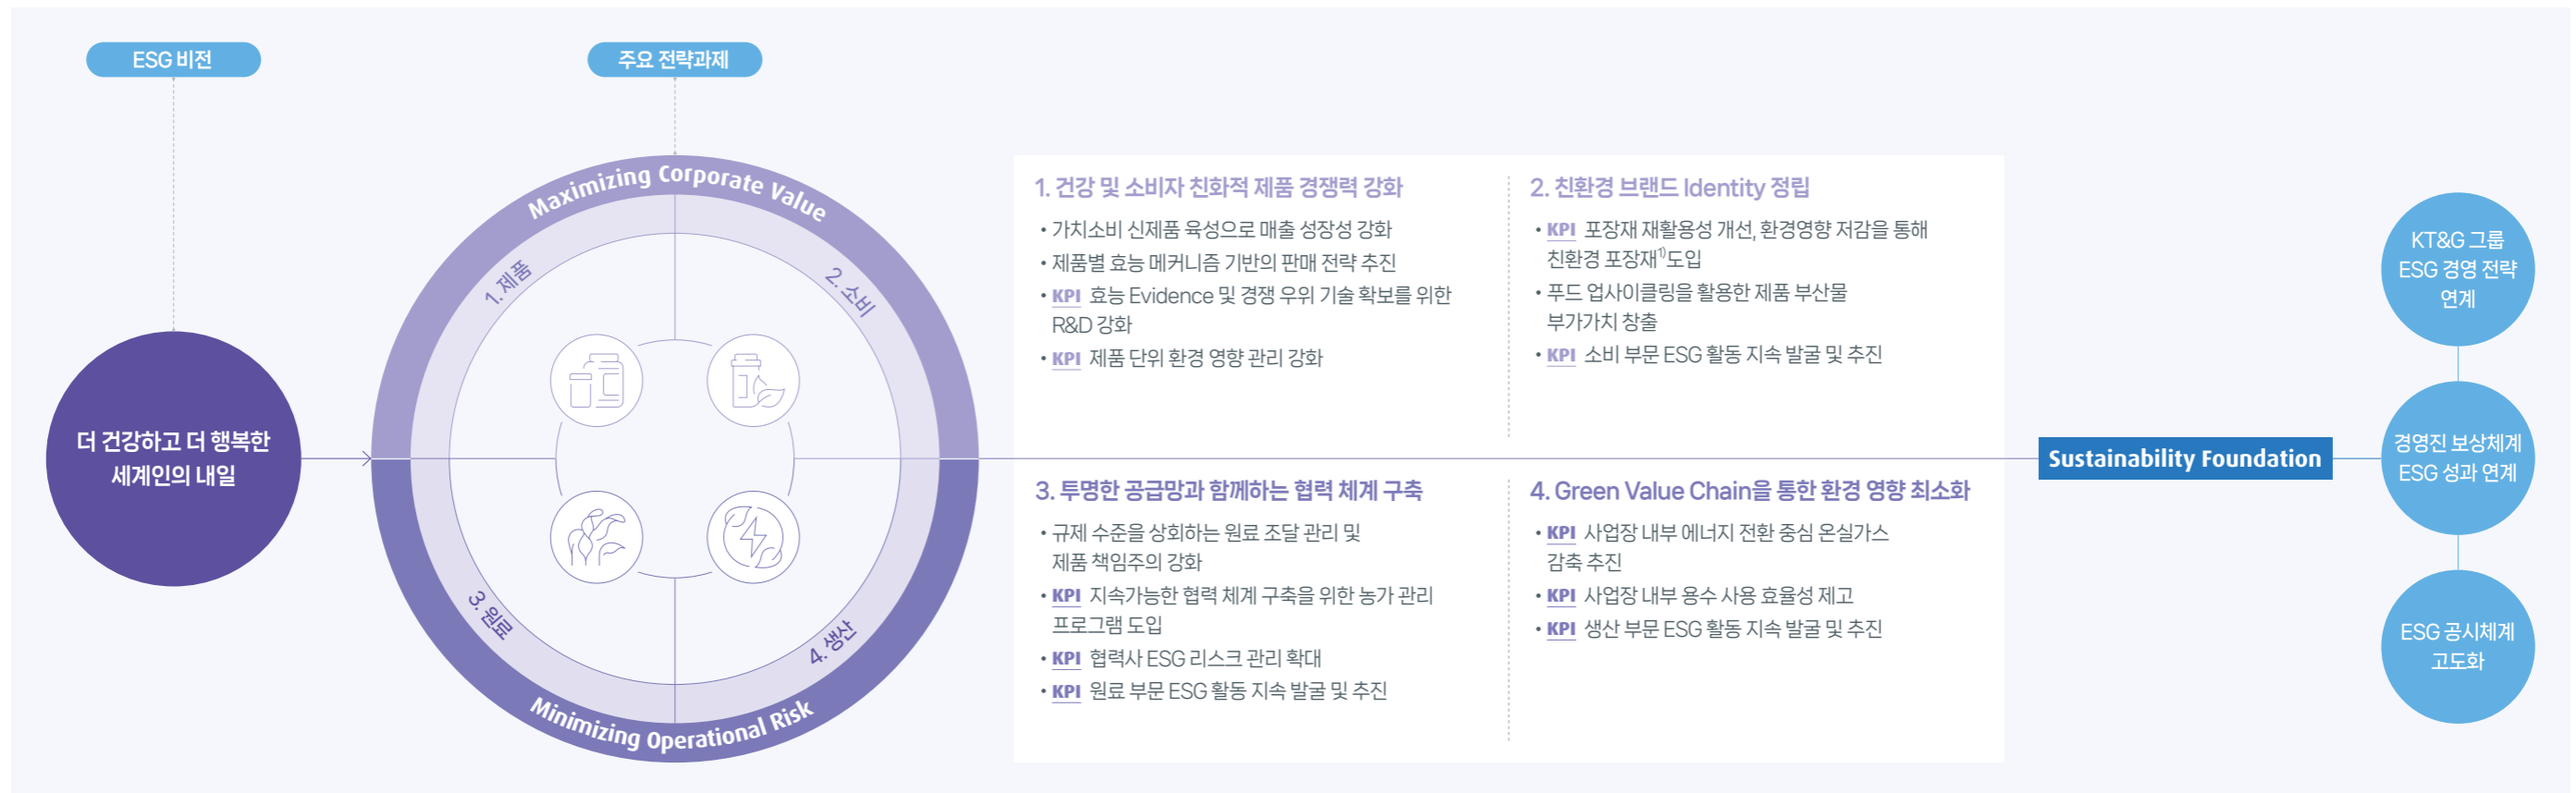 ESG 비전
주요 전략과제
더 건강하고 더 행복한
세계인의 내일
Maximizing Corporate Value
1. 제품
2. 소비
3. 원료
4. 생산
Minimizing Operational Risk
1. 건강 및 소비자 친화적 제품 경쟁력 강화
• 가치소비 신제품 육성으로 매출 성장성 강화
• 제품별 효능 메커니즘 기반의 판매 전략 추진
• KPI 효능 Evidence 및 경쟁 우위 기술 확보를 위한
R&D 강화
• KPI 제품 단위 환경 영향 관리 강화
2. 친환경 브랜드 Identity 정립
• KPI 포장재 재활용성 개선, 환경영향 저감을 통해
친환경 포장재1)도입
• 푸드 업사이클링을 활용한 제품 부산물
부가가치 창출
• KPI 소비 부문 ESG 활동 지속 발굴 및 추진
3. 투명한 공급망과 함께하는 협력 체계 구축
• 규제 수준을 상회하는 원료 조달 관리 및
제품 책임주의 강화
• KPI 지속가능한 협력 체계 구축을 위한 농가 관리
프로그램 도입
• KPI 협력사 ESG 리스크 관리 확대
• KPI 원료 부문 ESG 활동 지속 발굴 및 추진
4. Green Value Chain을 통한 환경 영향 최소화
• KPI 사업장 내부 에너지 전환 중심 온실가스
감축 추진
• KPI 사업장 내부 용수 사용 효율성 제고
• KPI 생산 부문 ESG 활동 지속 발굴 및 추진
Sustainability Foundation
KT&G 그룹
ESG 경영 전략
연계
경영진 보상체계
ESG 성과 연계
ESG 공시체계
고도화